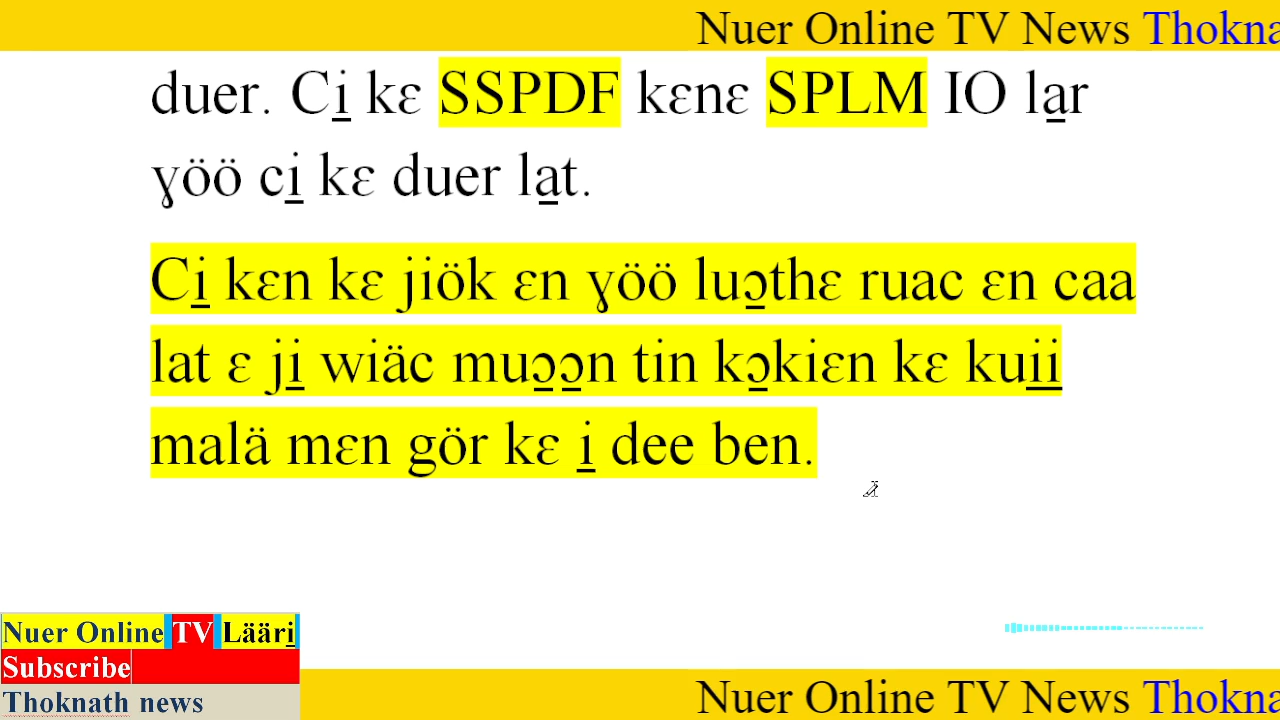 Nuer Online TV News Thokna
duer. Ci̱ kɛ SSPDF kɛnɛ SPLM IO la̱r
ɣöö ci̱ kɛ duer la̱t.
Ci̱ kɛn kɛ jiök ɛn ɣöö luɔ̱thɛ ruac ɛn caa
lat ɛ ji̱ wiäc muɔ̱ɔ̱n tin kɔ̱kiɛn kɛ kui̱i̱
malä mɛn gör kɛ i̱ dee ben.
Nuer Online TV Lääri̱
Subscribe
Thoknath news
Nuer Online TV News Thokna